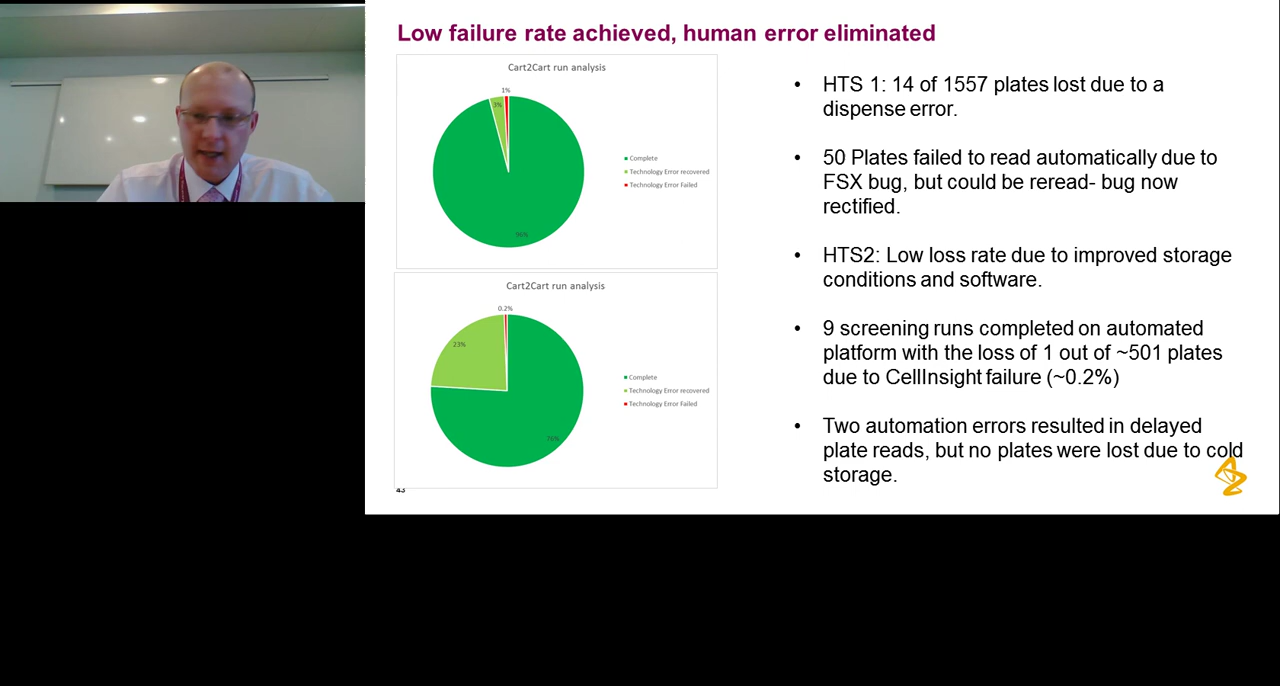 Low failure rate achieved, human error eliminated
Cart2Cart run analysis
1%
3%
96%
Complete
Technology Error recovered
Technology Error Failed
Cart2Cart run analysis
0.2%
23%
76%
Complete
Technology Error recovered
Technology Error Failed
43
• HTS 1: 14 of 1557 plates lost due to a
dispense error.
• 50 Plates failed to read automatically due to
FSX bug, but could be reread- bug now
rectified.
• HTS2: Low loss rate due to improved storage
conditions and software.
• 9 screening runs completed on automated
platform with the loss of 1 out of ~501 plates
due to CellInsight failure (~0.2%)
• Two automation errors resulted in delayed
plate reads, but no plates were lost due to cold
storage.